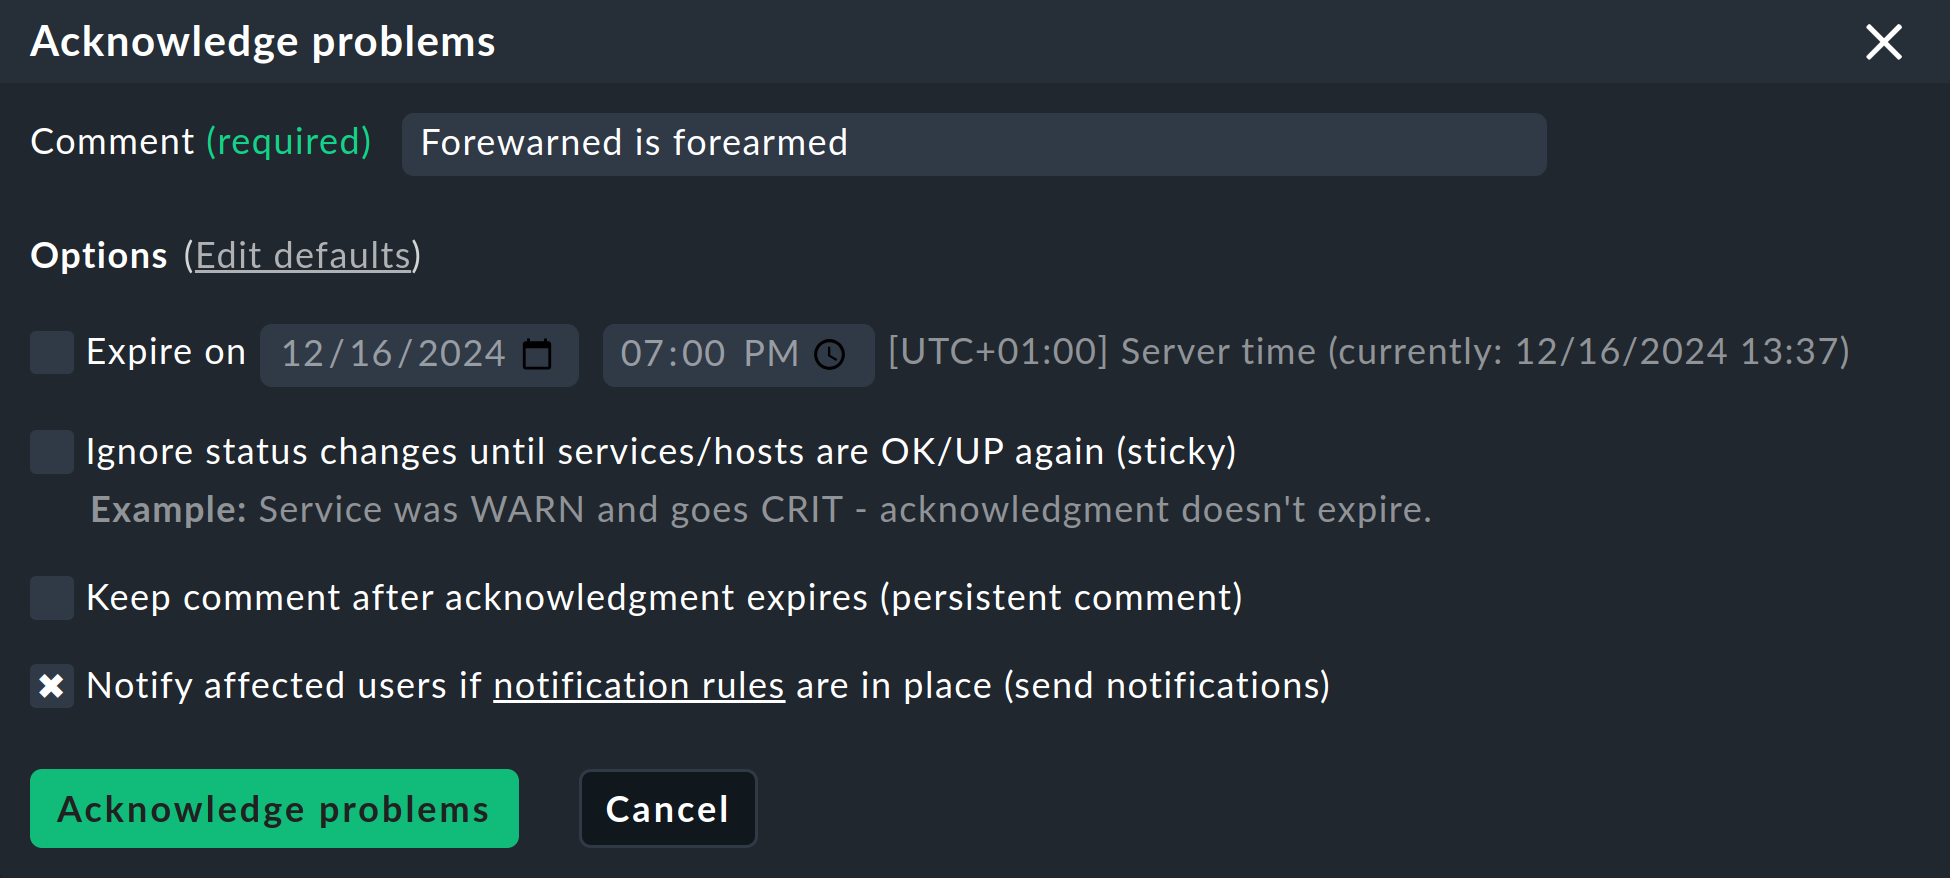 Acknowledge problems
Comment (required) Forewarned is forearmed
Options (Edit defaults)
Expire on 12/16/2024 07:00 PM [UTC+01:00] Server time (currently: 12/16/2024 13:37)
Ignore status changes until services/hosts are OK/UP again (sticky)
Example: Service was WARN and goes CRIT - acknowledgment doesn't expire.
Keep comment after acknowledgment expires (persistent comment)
Notify affected users if notification rules are in place (send notifications)
Acknowledge problems Cancel